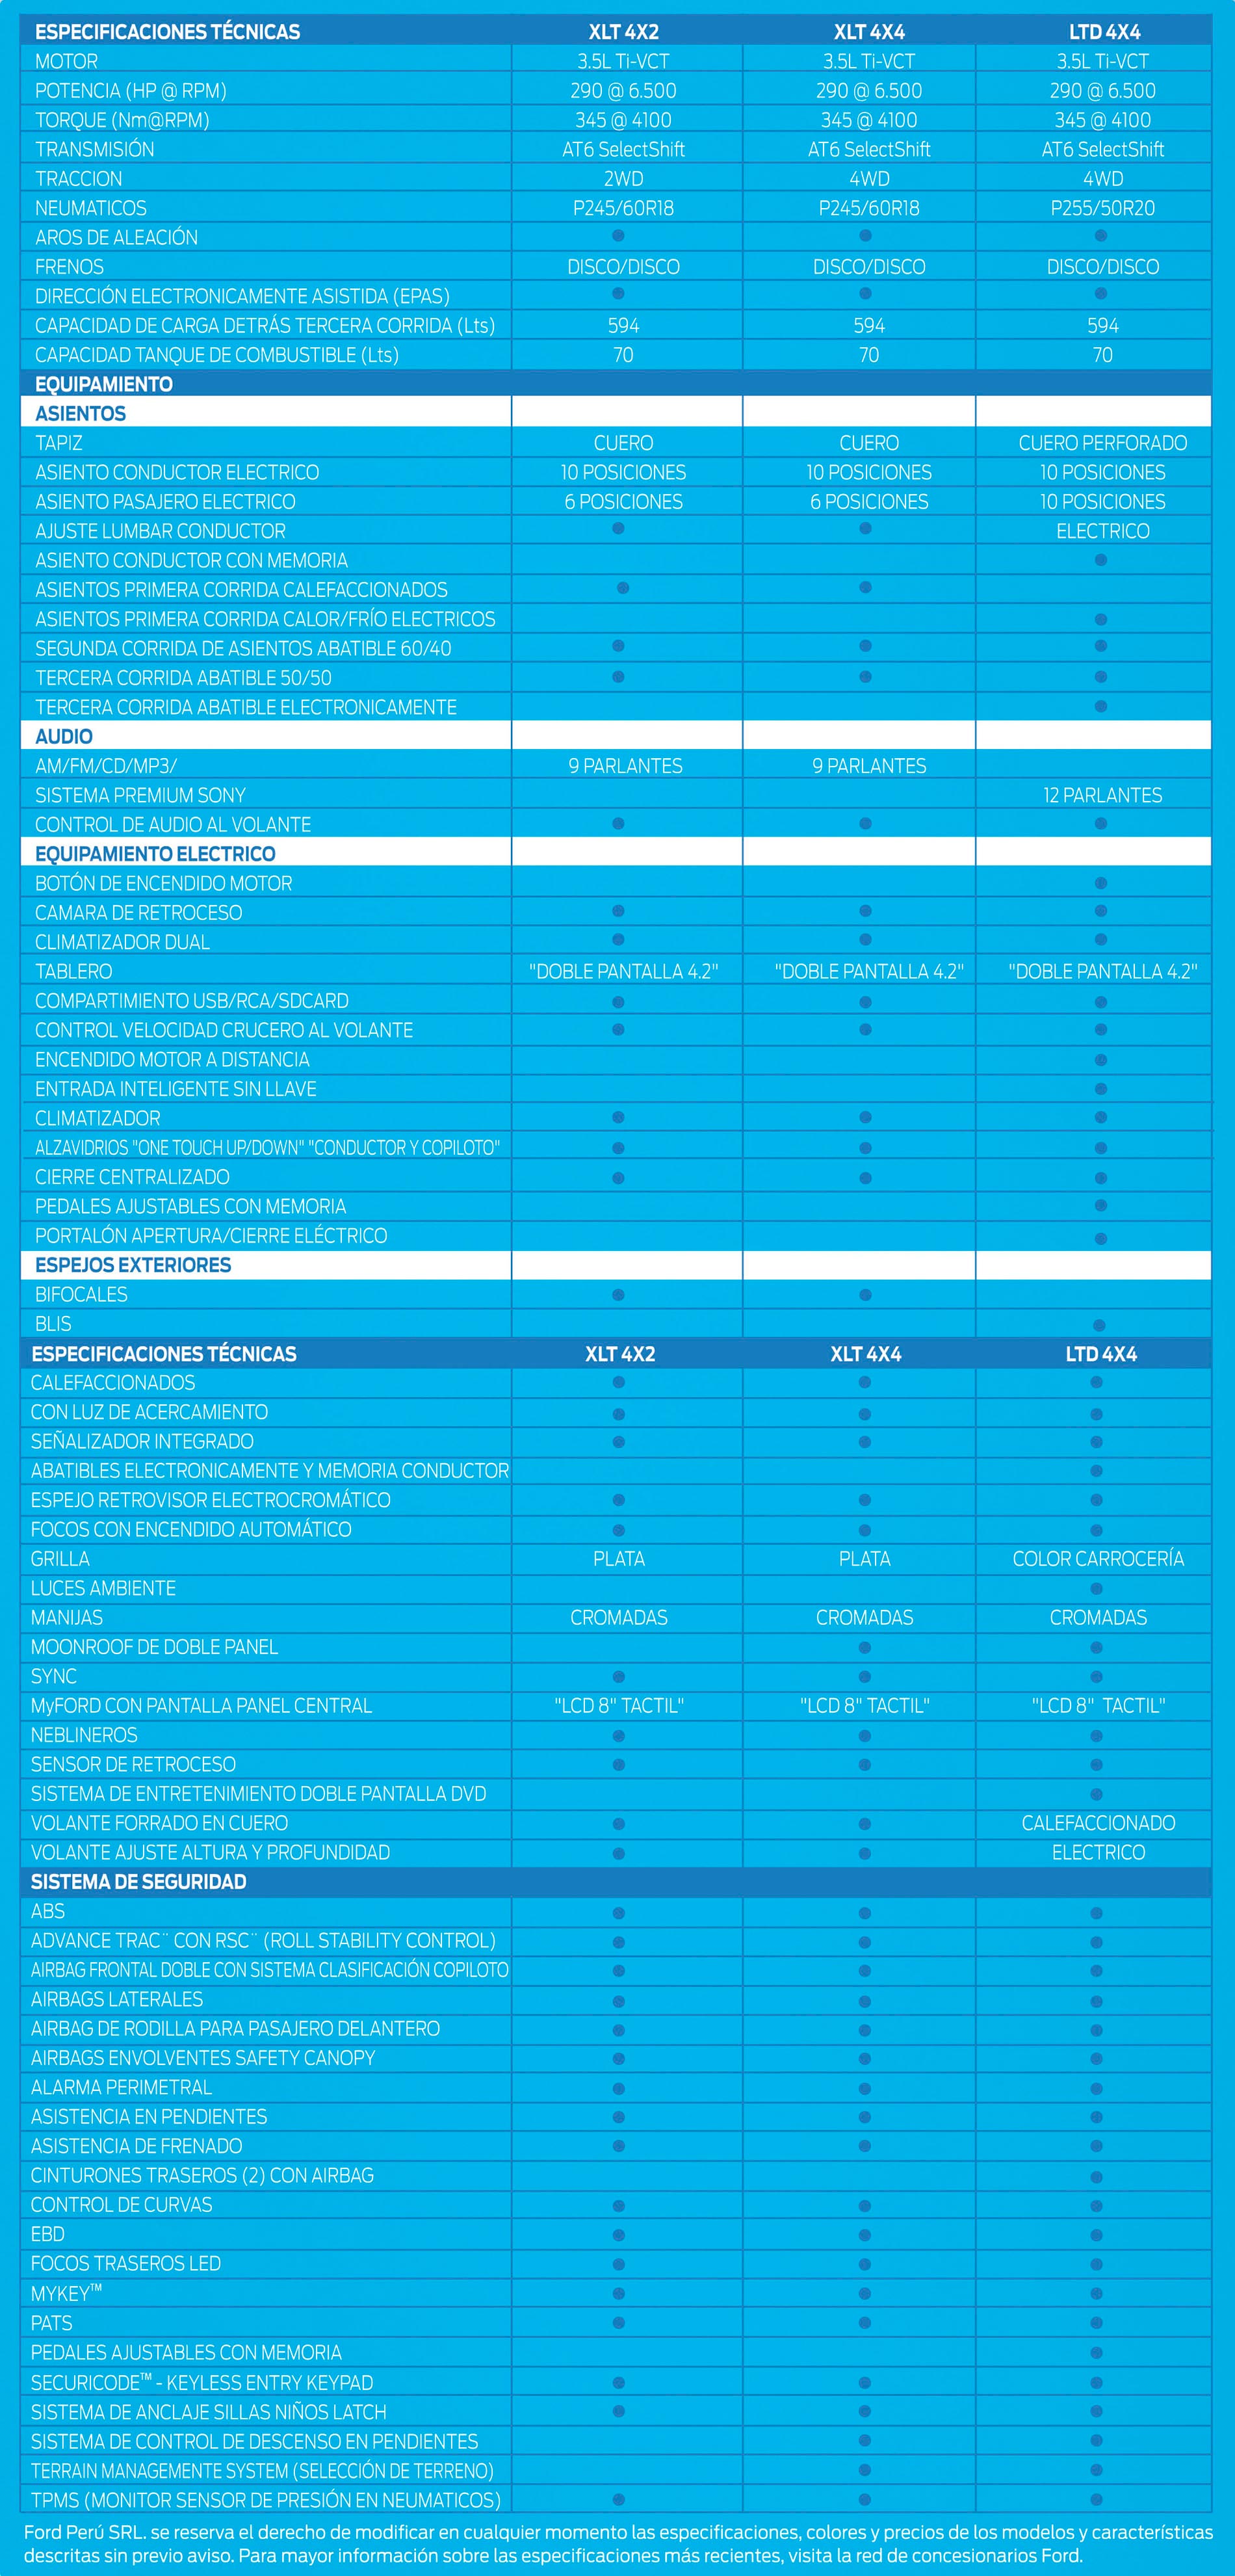 ESPECIFICACIONES TÉCNICAS XLT 4X2 XLT 4X4 LTD 4X4
MOTOR 3.5L Ti-VCT 3.5L Ti-VCT 3.5L Ti-VCT
POTENCIA (HP @ RPM) 290 @ 6.500 290 @ 6.500 290 @ 6.500
TORQUE (Nm@RPM) 345 @ 4100 345 @ 4100 345 @ 4100
TRANSMISIÓN AT6 SelectShift AT6 SelectShift AT6 SelectShift
TRACCION 2WD 4WD 4WD
NEUMATICOS P245/60R18 P245/60R18 P255/50R20
AROS DE ALEACIÓN
FRENOS DISCO/DISCO DISCO/DISCO DISCO/DISCO
DIRECCIÓN ELECTRONICAMENTE ASISTIDA (EPAS)
CAPACIDAD DE CARGA DETRÁS TERCERA CORRIDA (Lts) 594 594 594
CAPACIDAD TANQUE DE COMBUSTIBLE (Lts) 70 70 70
EQUIPAMIENTO
ASIENTOS
TAPIZ CUERO CUERO CUERO PERFORADO
ASIENTO CONDUCTOR ELECTRICO 10 POSICIONES 10 POSICIONES 10 POSICIONES
ASIENTO PASAJERO ELECTRICO 6 POSICIONES 6 POSICIONES 10 POSICIONES
AJUSTE LUMBAR CONDUCTOR ELECTRICO
ASIENTO CONDUCTOR CON MEMORIA
ASIENTOS PRIMERA CORRIDA CALEFACCIONADOS
ASIENTOS PRIMERA CORRIDA CALOR/FRÍO ELECTRICOS
SEGUNDA CORRIDA DE ASIENTOS ABATIBLE 60/40
TERCERA CORRIDA ABATIBLE 50/50
TERCERA CORRIDA ABATIBLE ELECTRONICAMENTE
AUDIO
AM/FM/CD/MP3/ 9 PARLANTES 9 PARLANTES
SISTEMA PREMIUM SONY 12 PARLANTES
CONTROL DE AUDIO AL VOLANTE
EQUIPAMIENTO ELECTRICO
BOTÓN DE ENCENDIDO MOTOR
CAMARA DE RETROCESO
CLIMATIZADOR DUAL
TABLERO "DOBLE PANTALLA 4.2" "DOBLE PANTALLA 4.2" "DOBLE PANTALLA 4.2"
COMPARTIMIENTO USB/RCA/SDCARD
CONTROL VELOCIDAD CRUCERO AL VOLANTE
ENCENDIDO MOTOR A DISTANCIA
ENTRADA INTELIGENTE SIN LLAVE
CLIMATIZADOR
ALZAVIDRIOS "ONE TOUCH UP/DOWN" "CONDUCTOR Y COPILOTO"
CIERRE CENTRALIZADO
PEDALES AJUSTABLES CON MEMORIA
PORTALÓN APERTURA/CIERRE ELÉCTRICO
ESPEJOS EXTERIORES
BIFOCALES
BLIS
ESPECIFICACIONES TÉCNICAS XLT 4X2 XLT 4X4 LTD 4X4
CALEFACCIONADOS
CON LUZ DE ACERCAMIENTO
SEÑALIZADOR INTEGRADO
ABATIBLES ELECTRONICAMENTE Y MEMORIA CONDUCTOR
ESPEJO RETROVISOR ELECTROCROMÁTICO
FOCOS CON ENCENDIDO AUTOMÁTICO
GRILLA PLATA PLATA COLOR CARROCERÍA
LUCES AMBIENTE
MANIJAS CROMADAS CROMADAS CROMADAS
MOONROOF DE DOBLE PANEL
SYNC
MyFORD CON PANTALLA PANEL CENTRAL "LCD 8" TACTIL" "LCD 8" TACTIL" "LCD 8" TACTIL"
NEBLINEROS
SENSOR DE RETROCESO
SISTEMA DE ENTRETENIMIENTO DOBLE PANTALLA DVD
VOLANTE FORRADO EN CUERO CALEFACCIONADO
VOLANTE AJUSTE ALTURA Y PROFUNDIDAD ELECTRICO
SISTEMA DE SEGURIDAD
ABS
ADVANCE TRAC¨ CON RSC¨ (ROLL STABILITY CONTROL)
AIRBAG FRONTAL DOBLE CON SISTEMA CLASIFICACIÓN COPILOTO
AIRBAGS LATERALES
AIRBAG DE RODILLA PARA PASAJERO DELANTERO
AIRBAGS ENVOLVENTES SAFETY CANOPY
ALARMA PERIMETRAL
ASISTENCIA EN PENDIENTES
ASISTENCIA DE FRENADO
CINTURONES TRASEROS (2) CON AIRBAG
CONTROL DE CURVAS
EBD
FOCOS TRASEROS LED
MYKEY™
PATS
PEDALES AJUSTABLES CON MEMORIA
SECURICODE™ - KEYLESS ENTRY KEYPAD
SISTEMA DE ANCLAJE SILLAS NIÑOS LATCH
SISTEMA DE CONTROL DE DESCENSO EN PENDIENTES
TERRAIN MANAGEMENTE SYSTEM (SELECCIÓN DE TERRENO)
TPMS (MONITOR SENSOR DE PRESIÓN EN NEUMATICOS)
Ford Perú SRL. se reserva el derecho de modificar en cualquier momento las especificaciones, colores y precios de los modelos y características
descritas sin previo aviso. Para mayor información sobre las especificaciones más recientes, visita la red de concesionarios Ford.